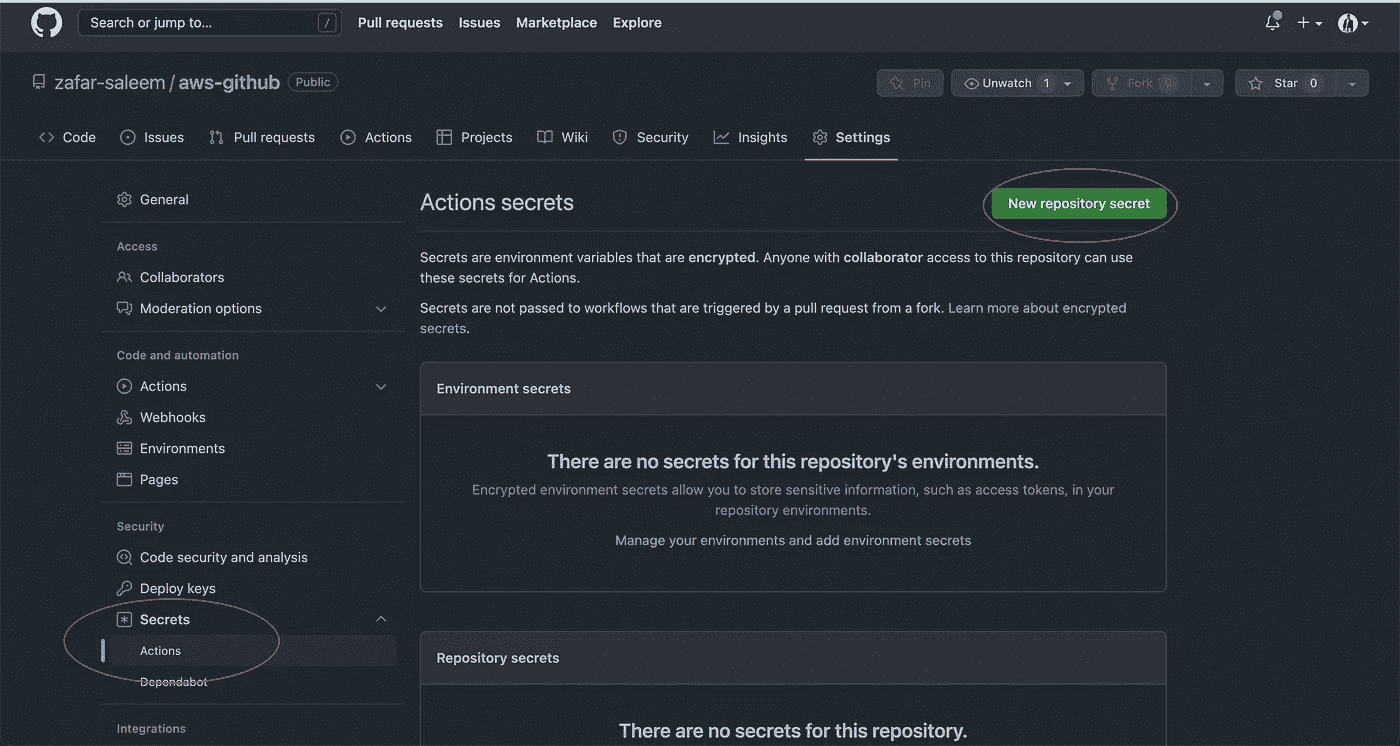 Search or jump to... /
Pull requests Issues Marketplace Explore
zafar-saleem / aws-github Public
Pin Unwatch 1 Fork 0 Star 0
Code Issues Pull requests Actions Projects Wiki Security Insights Settings
General
Access
Collaborators
Moderation options
Code and automation
Actions
Webhooks
Environments
Pages
Security
Code security and analysis
Deploy keys
Secrets
Actions
Dependabot
Integrations
Actions secrets
New repository secret
Secrets are environment variables that are encrypted. Anyone with collaborator access to this repository can use
these secrets for Actions.
Secrets are not passed to workflows that are triggered by a pull request from a fork. Learn more about encrypted
secrets.
Environment secrets
There are no secrets for this repository's environments.
Encrypted environment secrets allow you to store sensitive information, such as access tokens, in your
repository environments.
Manage your environments and add environment secrets
Repository secrets
There are no secrets for this repository.